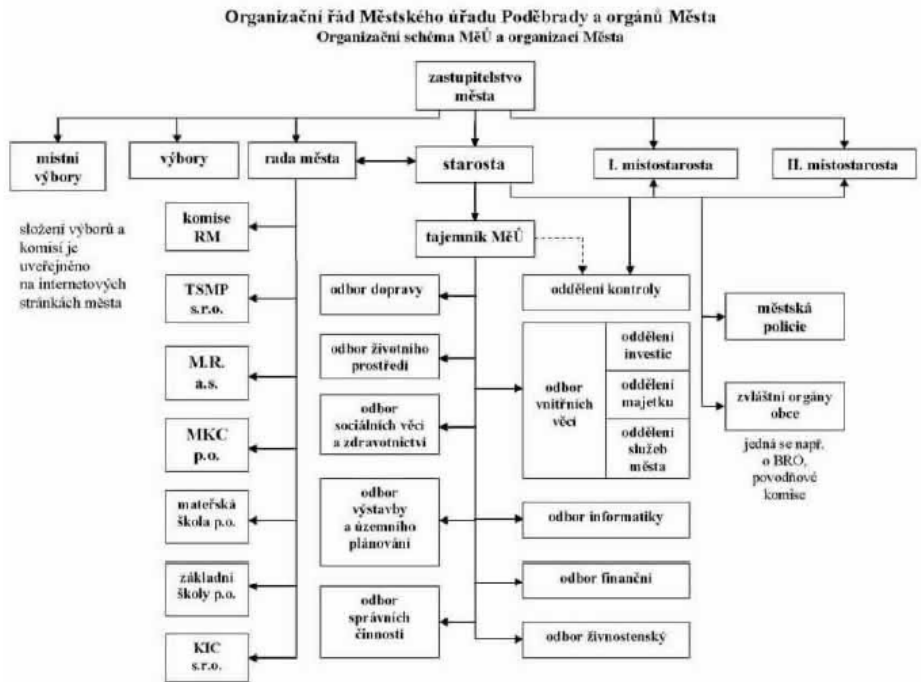 Organizační řád Městského úřadu Poděbrady a orgánů Města
Organizační schéma MěÚ a organizací Města
zastupitelstvo
města
místní
výbory
výbory
rada města
starosta
I. místostarosta
II. místostarosta
složení výborů a
komisí je
uveřejněno
na internetových
stránkách města
komise
RM
TSMP
s.r.o.
M.R.
a.s.
MKC
p.o.
mateřská
škola p.o.
základní
školy p.o.
KIC
s.r.o.
tajemník MěÚ
odbor dopravy
odbor životního
prostředí
odbor
sociálních věcí
a zdravotnictví
odbor
výstavby
a územního
plánování
odbor
správních
činností
oddělení kontroly
odbor
vnitřních
věcí
oddělení
investic
oddělení
majetku
oddělení
služeb
města
odbor informatiky
odbor finanční
odbor živnostenský
městská
policie
zvláštní orgány
obce
jedná se např.
o BRO,
povodňové
komise